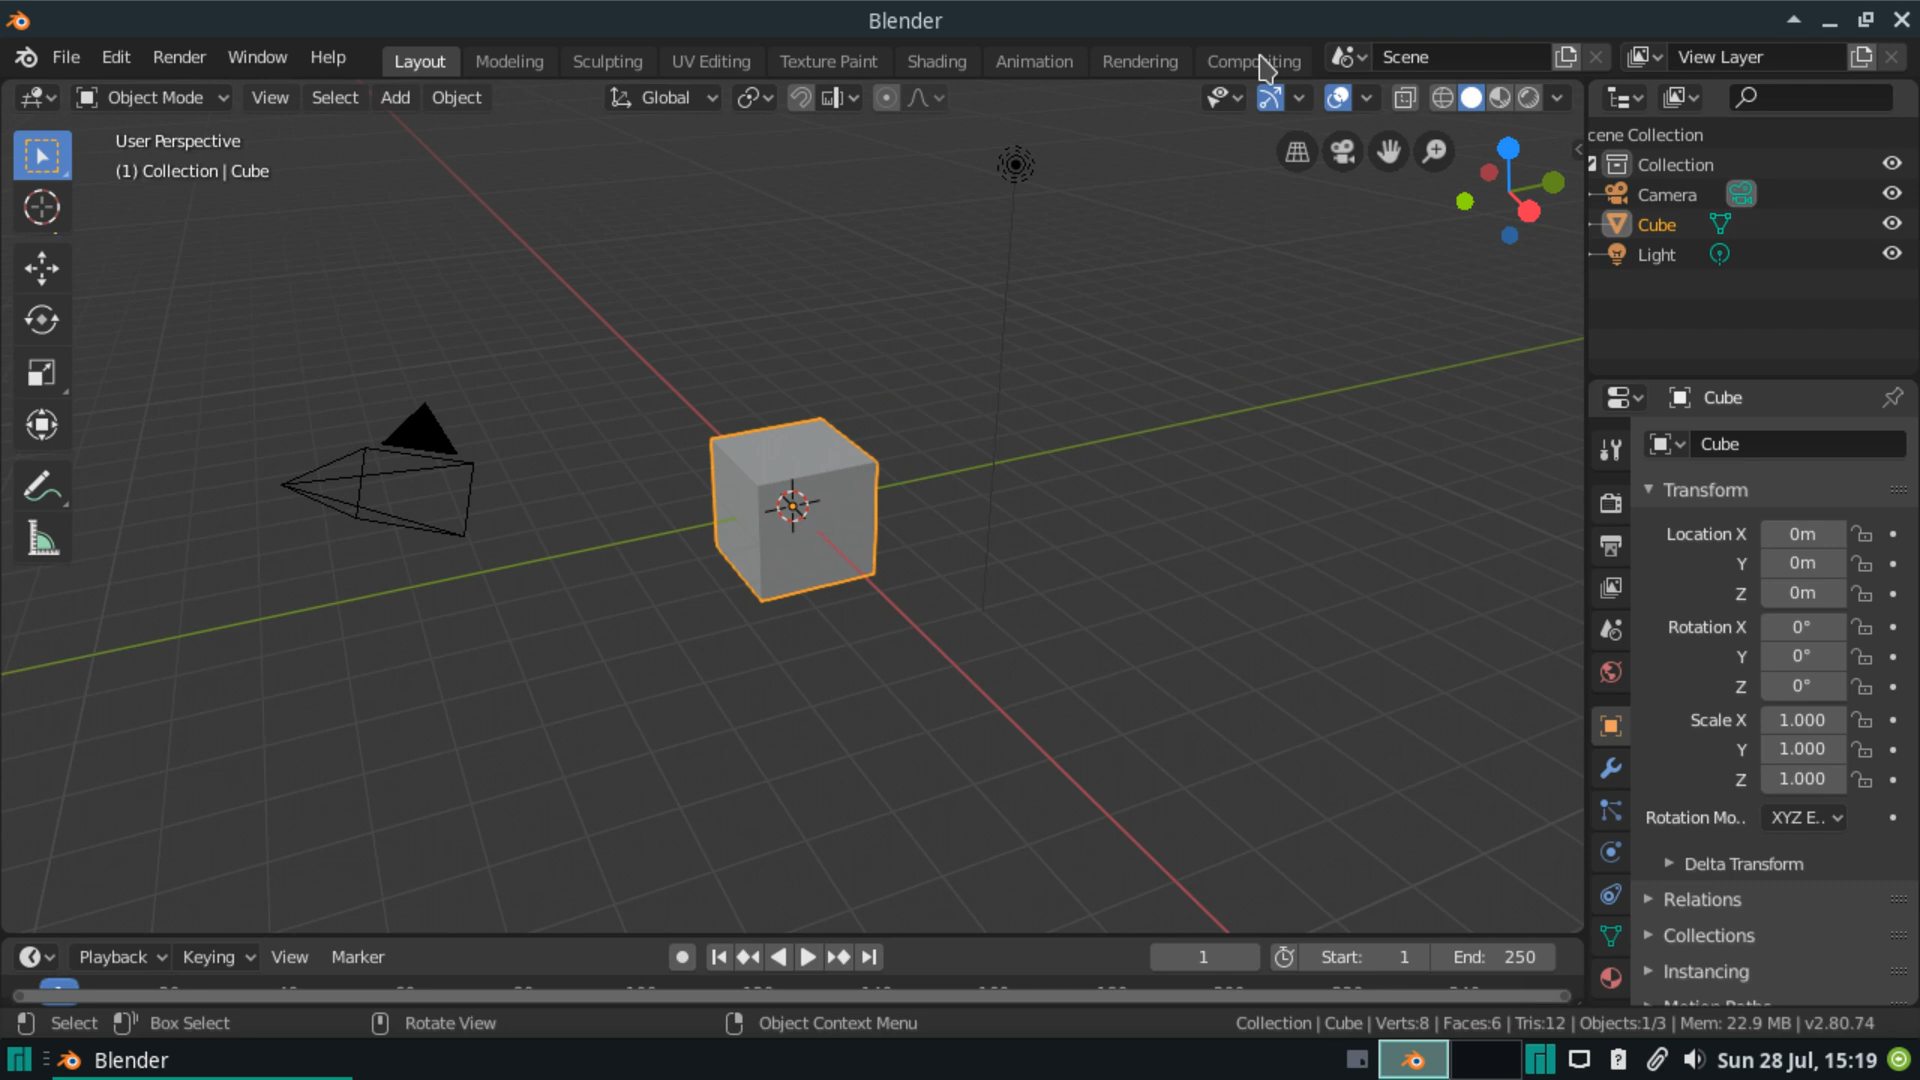 Blender
File Edit Render Window Help Layout Modeling Sculpting UV Editing Texture Paint Shading Animation Rendering Compositing Scene View Layer
Object Mode View Select Add Object Global
User Perspective
(1) Collection | Cube
cene Collection
Collection
Camera
Cube
Light
Cube
Cube
Transform
Location X 0m
Y 0m
Z 0m
Rotation X 0°
Y 0°
Z 0°
Scale X 1.000
Y 1.000
Z 1.000
Rotation Mo.. XYZ E..
Delta Transform
Relations
Collections
Instancing
Playback Keying View Marker 1 Start: 1 End: 250
Select Box Select Rotate View Object Context Menu Collection | Cube | Verts:8 | Faces:6 | Tris:12 | Objects:1/3 | Mem: 22.9 MB | v2.80.74
Blender Sun 28 Jul, 15:19